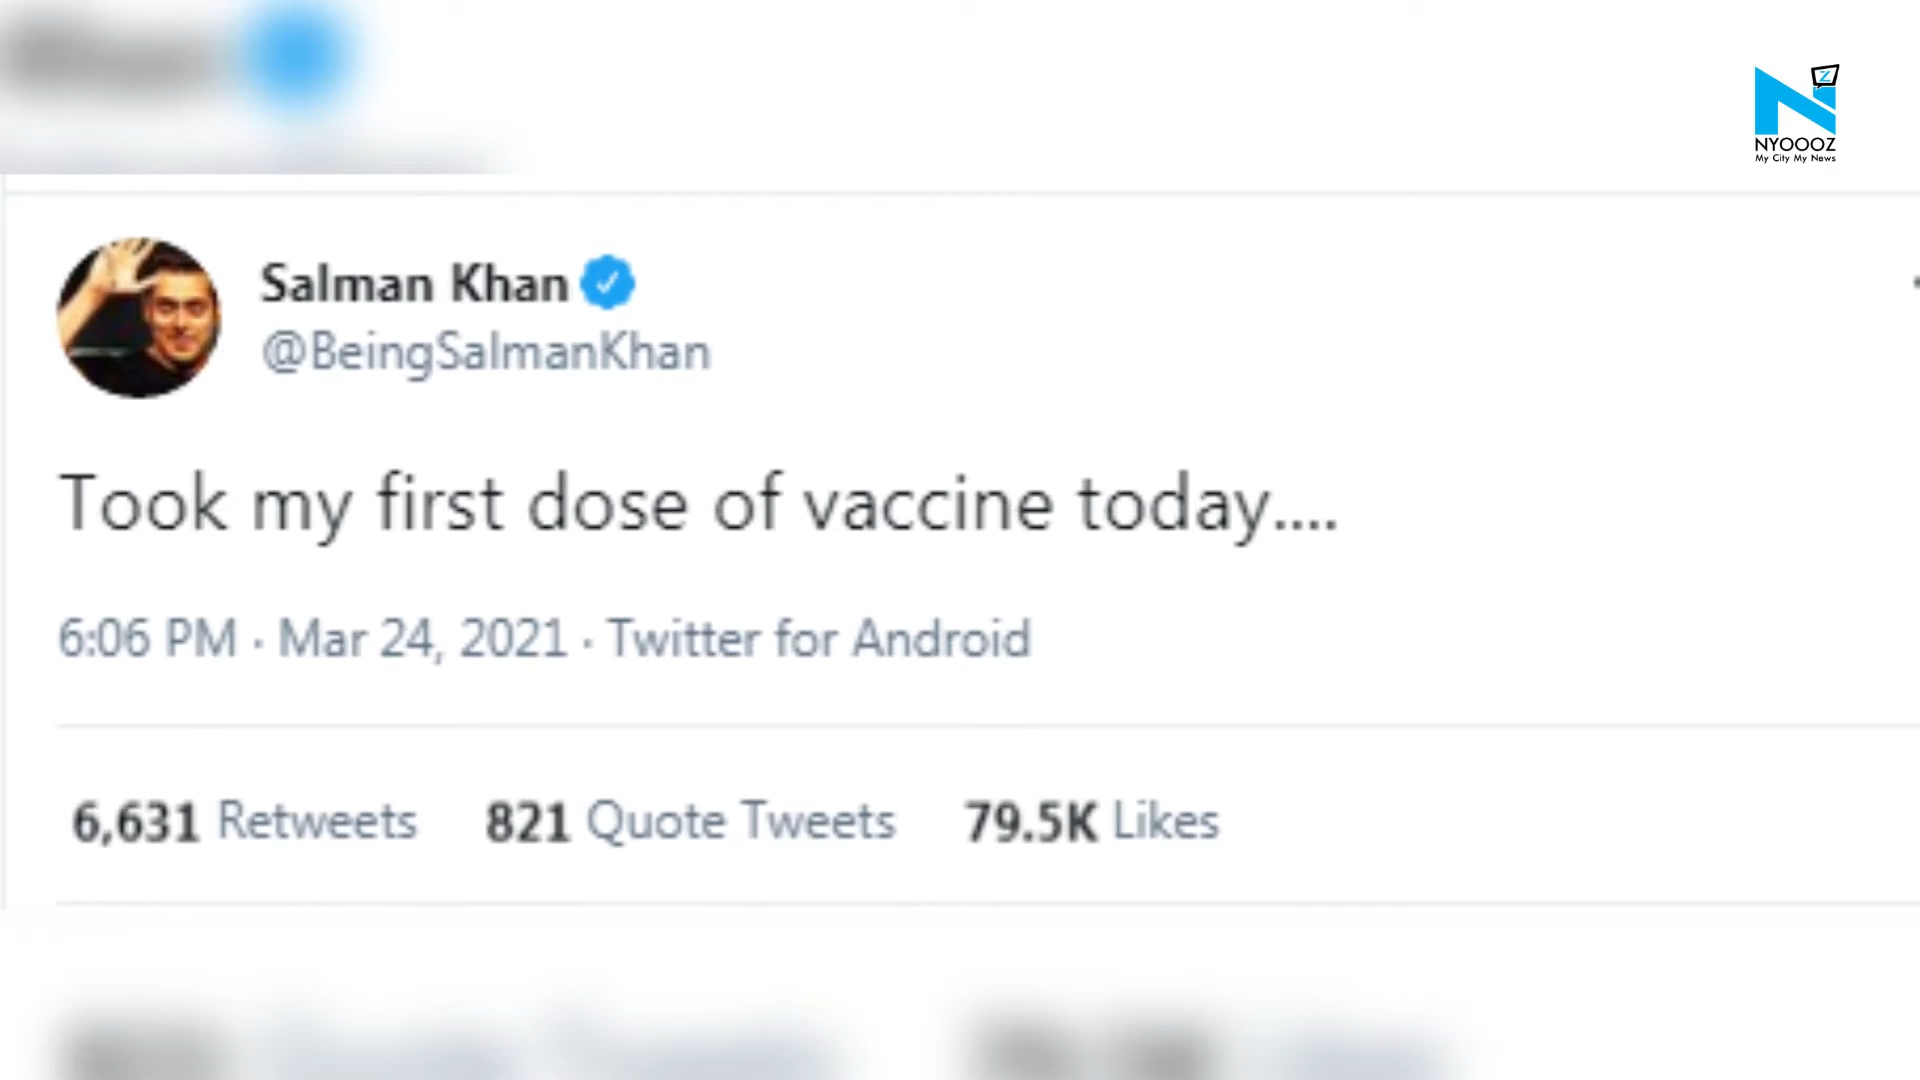 Z
NYOOOZ
My City My News
Salman Khan
@BeingSalmanKhan
Took my first dose of vaccine today....
6:06 PM · Mar 24, 2021 · Twitter for Android
6,631 Retweets 821 Quote Tweets 79.5K Likes